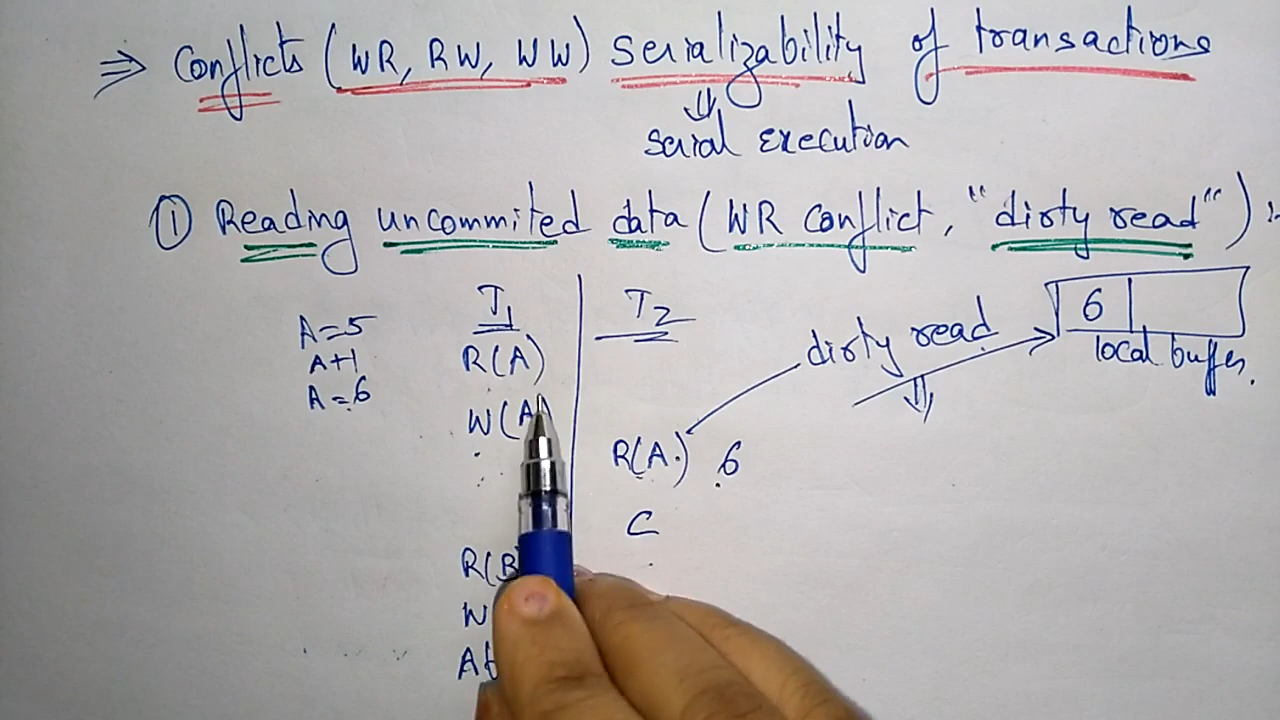 ⇒ Conflicts (WR, RW, WW) serializability of transactions
⇓
serial execution
① Reading uncommited data (WR conflict, "dirty read") :
T1 T2
A=5
A+1
A=6
R(A)
W(A)
R(A) 6
C
R(B
W
dirty read
⇓
6
local buffer.